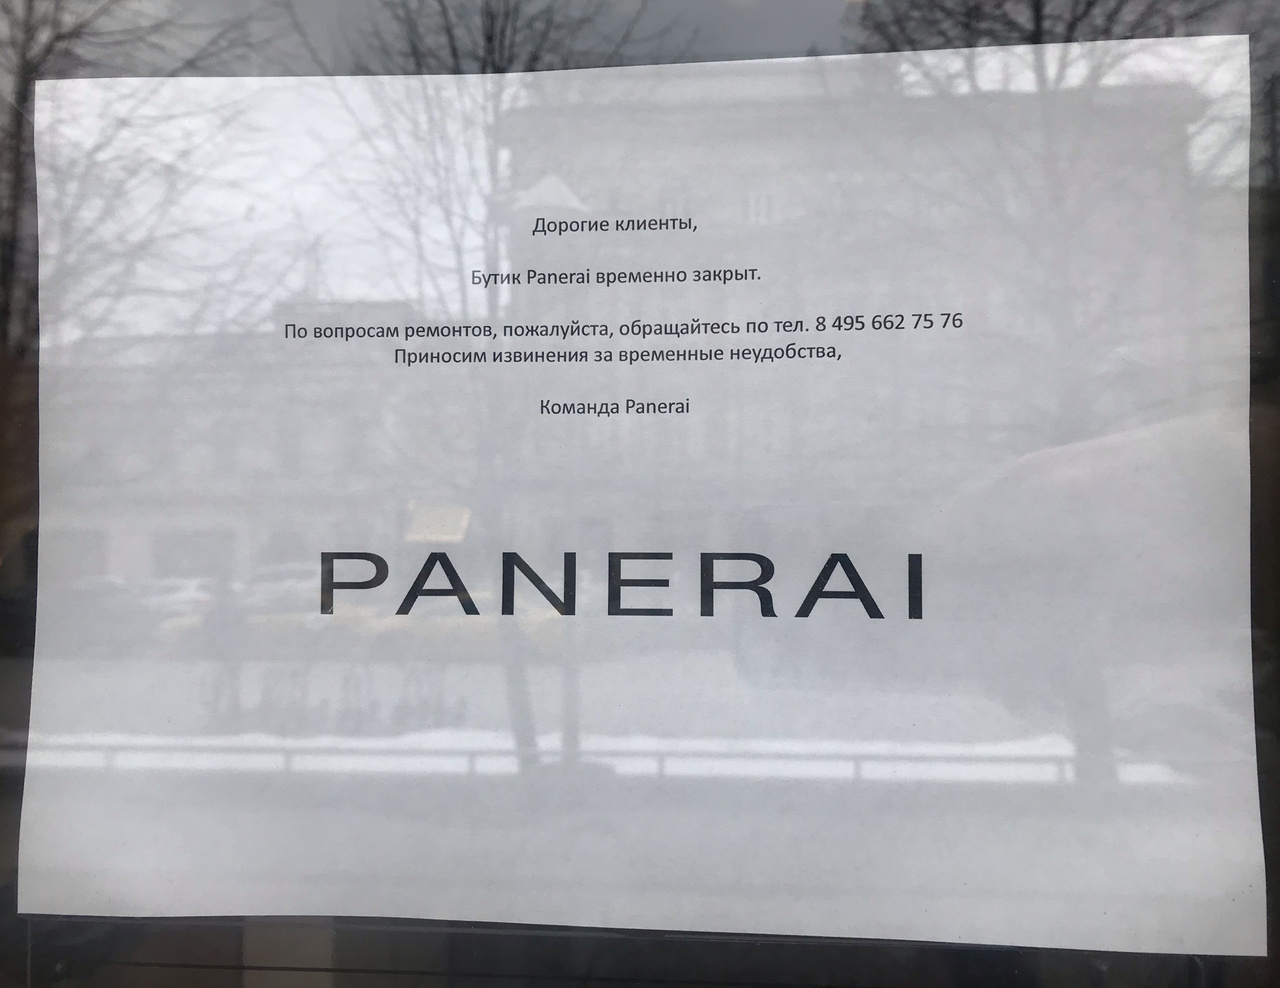 Дорогие клиенты,
Бутик Panerai временно закрыт.
По вопросам ремонтов, пожалуйста, обращайтесь по тел. 8 495 662 75 76
Приносим извинения за временные неудобства,
Команда Panerai
PANERAI